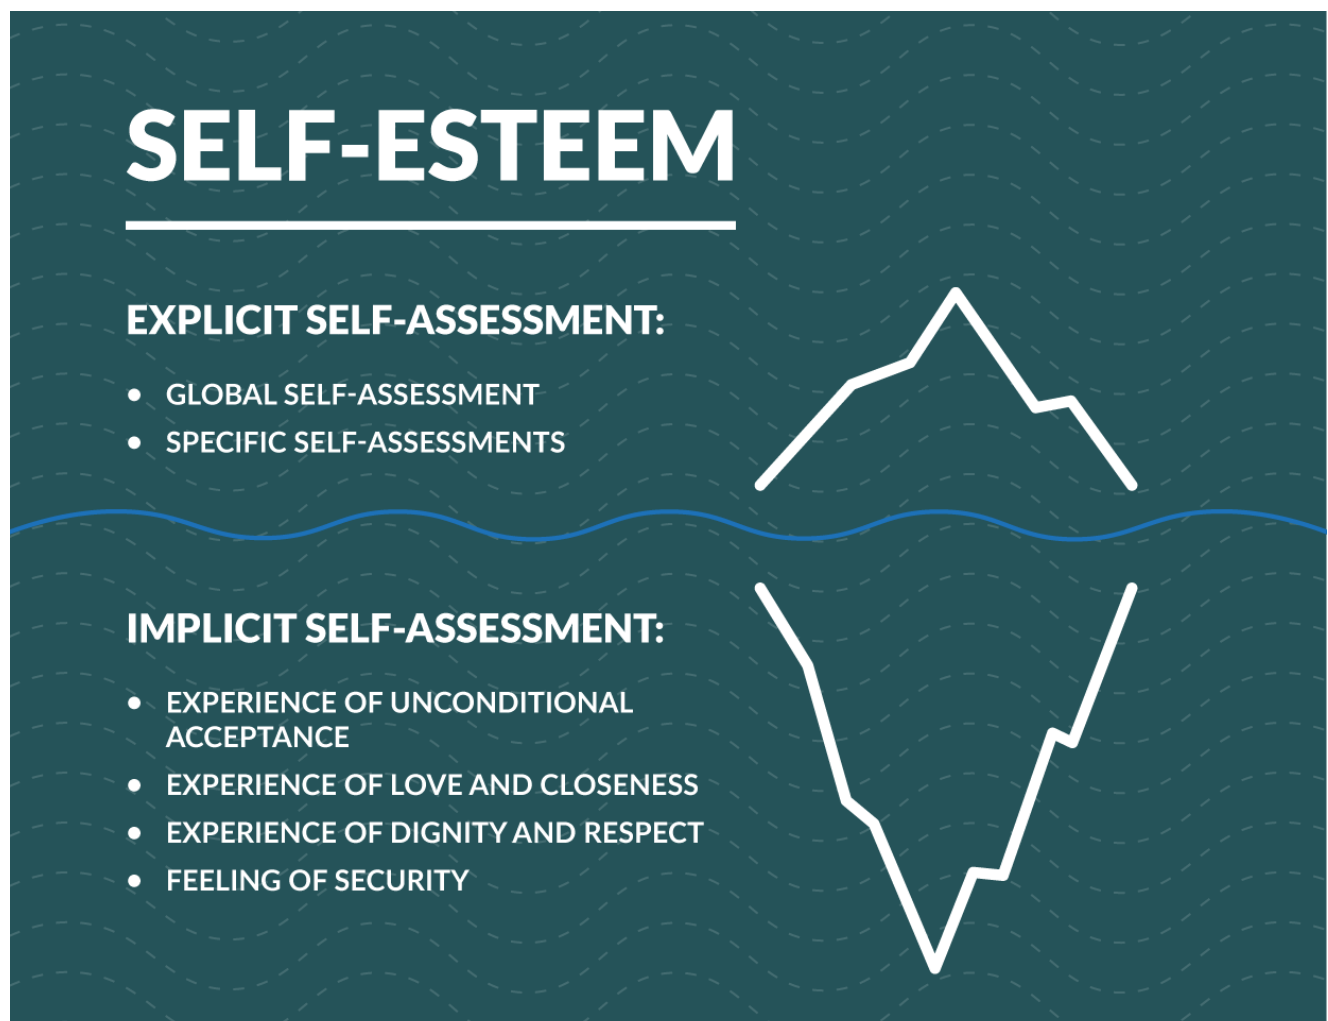 SELF-ESTEEM
EXPLICIT SELF-ASSESSMENT:
• GLOBAL SELF-ASSESSMENT
• SPECIFIC SELF-ASSESSMENTS
IMPLICIT SELF-ASSESSMENT:
• EXPERIENCE OF UNCONDITIONAL
ACCEPTANCE
• EXPERIENCE OF LOVE AND CLOSENESS
• EXPERIENCE OF DIGNITY AND RESPECT
• FEELING OF SECURITY